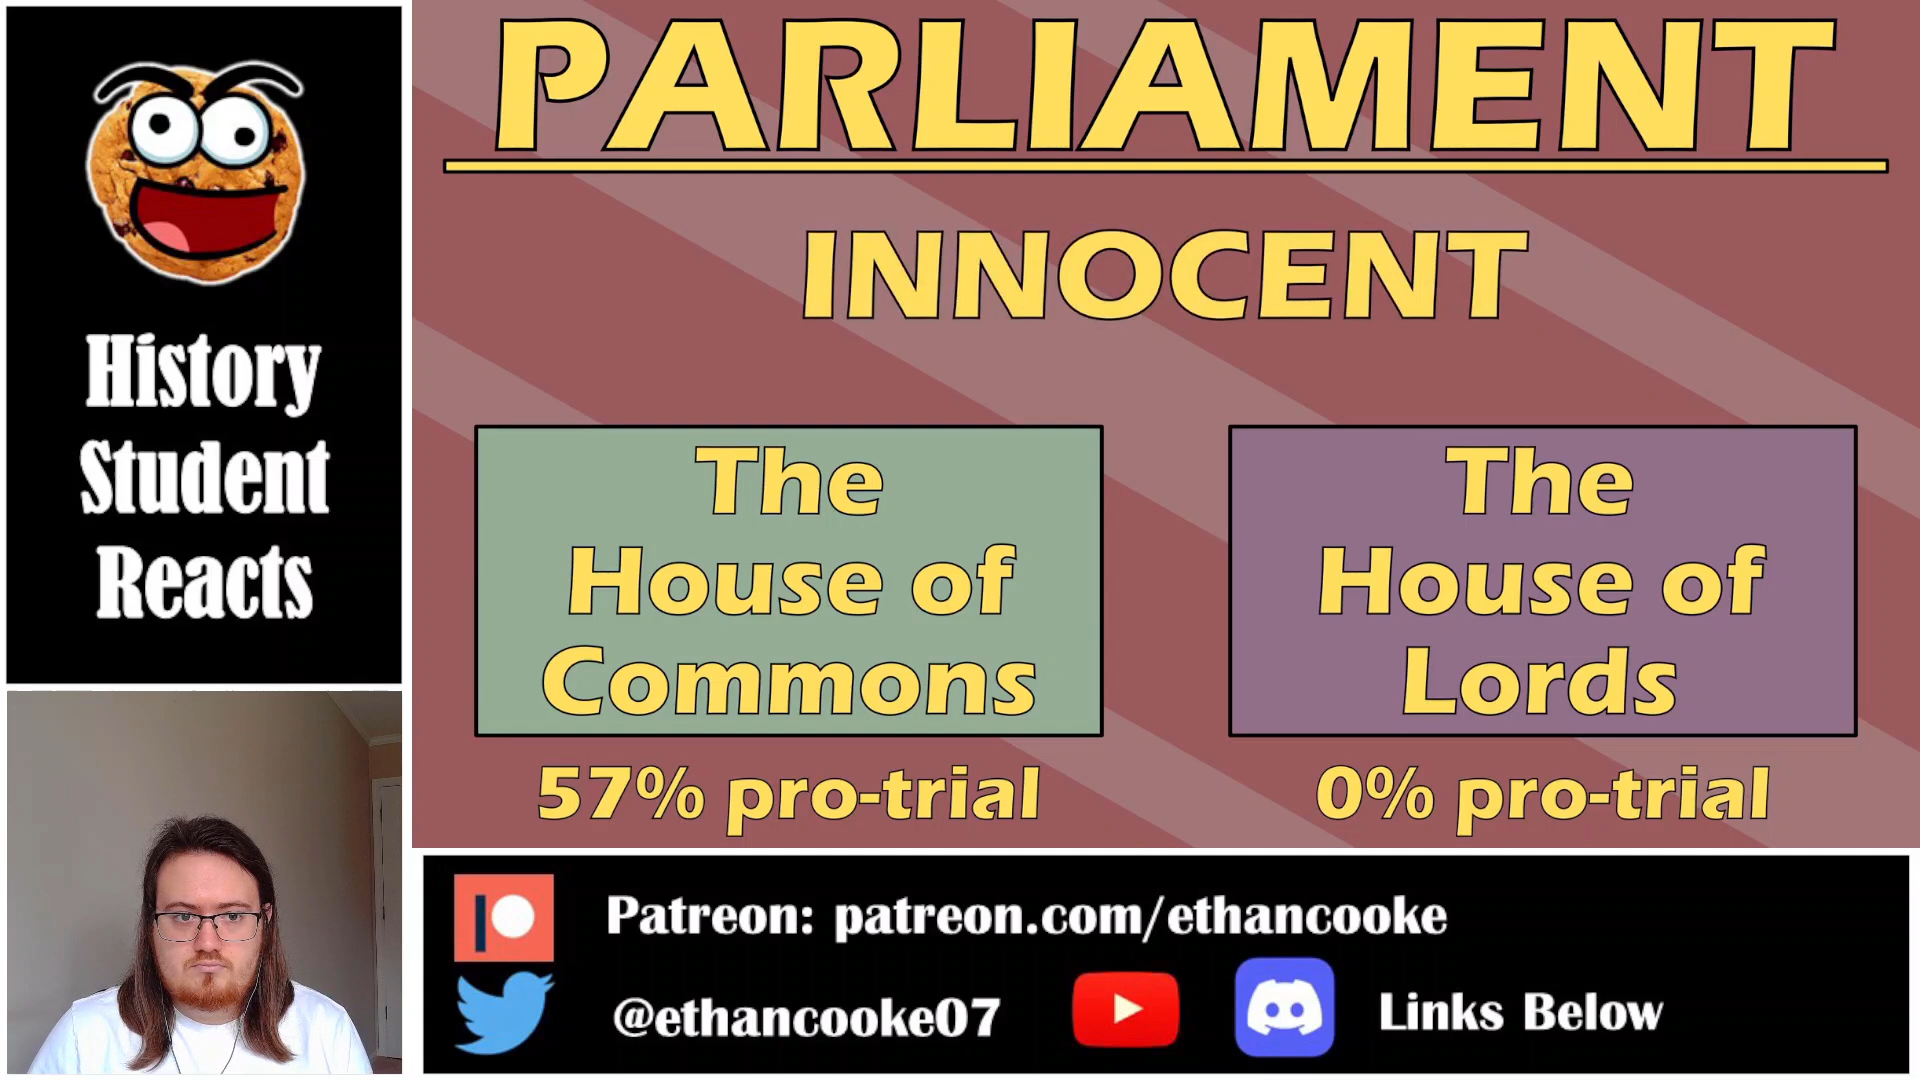 History
Student
Reacts
PARLIAMENT
INNOCENT
The
House of
Commons
57% pro-trial
The
House of
Lords
0% pro-trial
Patreon: patreon.com/ethancooke
@ethancooke07
Links Below